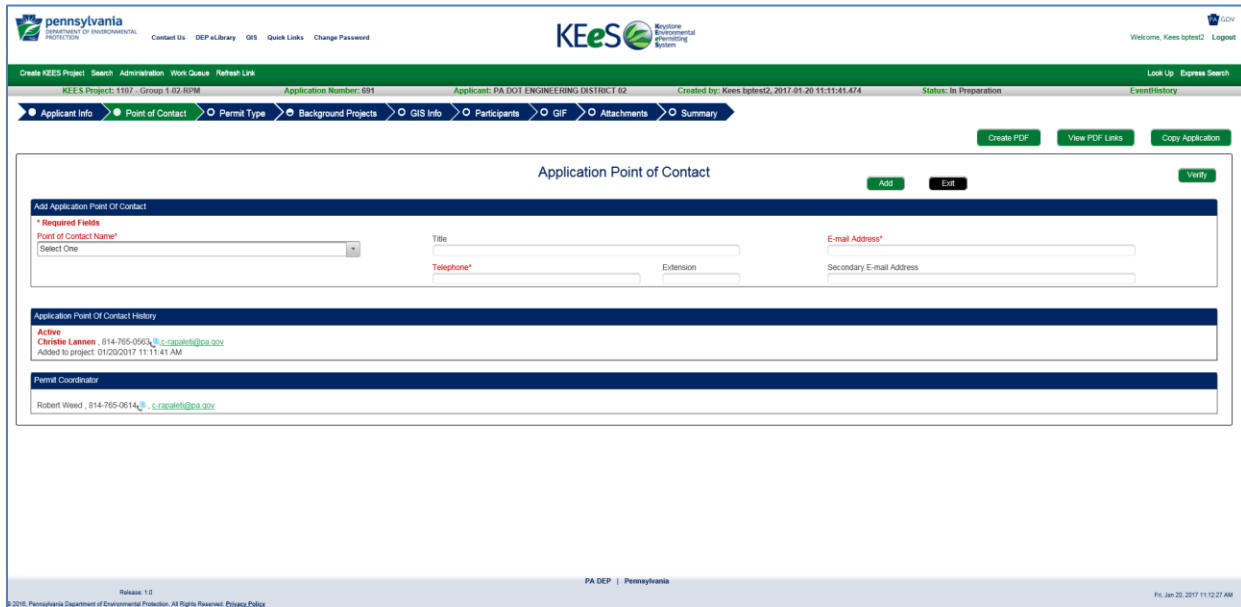 pennsylvania
DEPARTMENT OF ENVIRONMENTAL
PROTECTION
Contact Us DEP eLibrary GIS Quick Links Change Password
KEeS Keystone Environmental ePermitting System
PA .GOV
Welcome, Kees bptest2 Logout
Create KEES Project Search Administration Work Queue Refresh Link Look Up Express Search
KEES Project: 1107 - Group 1-02-RPM Application Number: 691 Applicant: PA DOT ENGINEERING DISTRICT 02 Created by: Kees bptest2, 2017-01-20 11:11:41.474 Status: In Preparation EventHistory
Applicant Info Point of Contact Permit Type Background Projects GIS Info Participants GIF Attachments Summary
Create PDF View PDF Links Copy Application
Application Point of Contact Add Exit Verify
Add Application Point Of Contact
* Required Fields
Point of Contact Name* Title E-mail Address*
Select One
Telephone* Extension Secondary E-mail Address
Application Point Of Contact History
Active
Christie Lannen , 814-765-0563 ,c-rapaleti@pa.gov
Added to project: 01/20/2017 11:11:41 AM
Permit Coordinator
Robert Weed , 814-765-0614 , c-rapaleti@pa.gov
PA DEP | Pennsylvania
Release: 1.0
© 2016, Pennsylvania Department of Environmental Protection. All Rights Reserved. Privacy Policy
Fri, Jan 20, 2017 11:12:27 AM